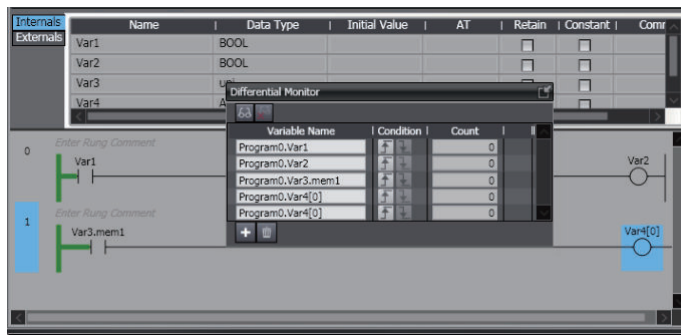 Internals
Externals
Name | Data Type | Initial Value | AT | Retain | Constant | Comm
Var1 BOOL
Var2 BOOL
Var3
Var4
Differential Monitor
Variable Name | Condition | Count |
Program0.Var1 0
Program0.Var2 0
Program0.Var3.mem1 0
Program0.Var4[0] 0
Program0.Var4[0] 0
0 Enter Rung Comment
Var1 Var2
1 Enter Rung Comment
Var3.mem1 Var4[0]